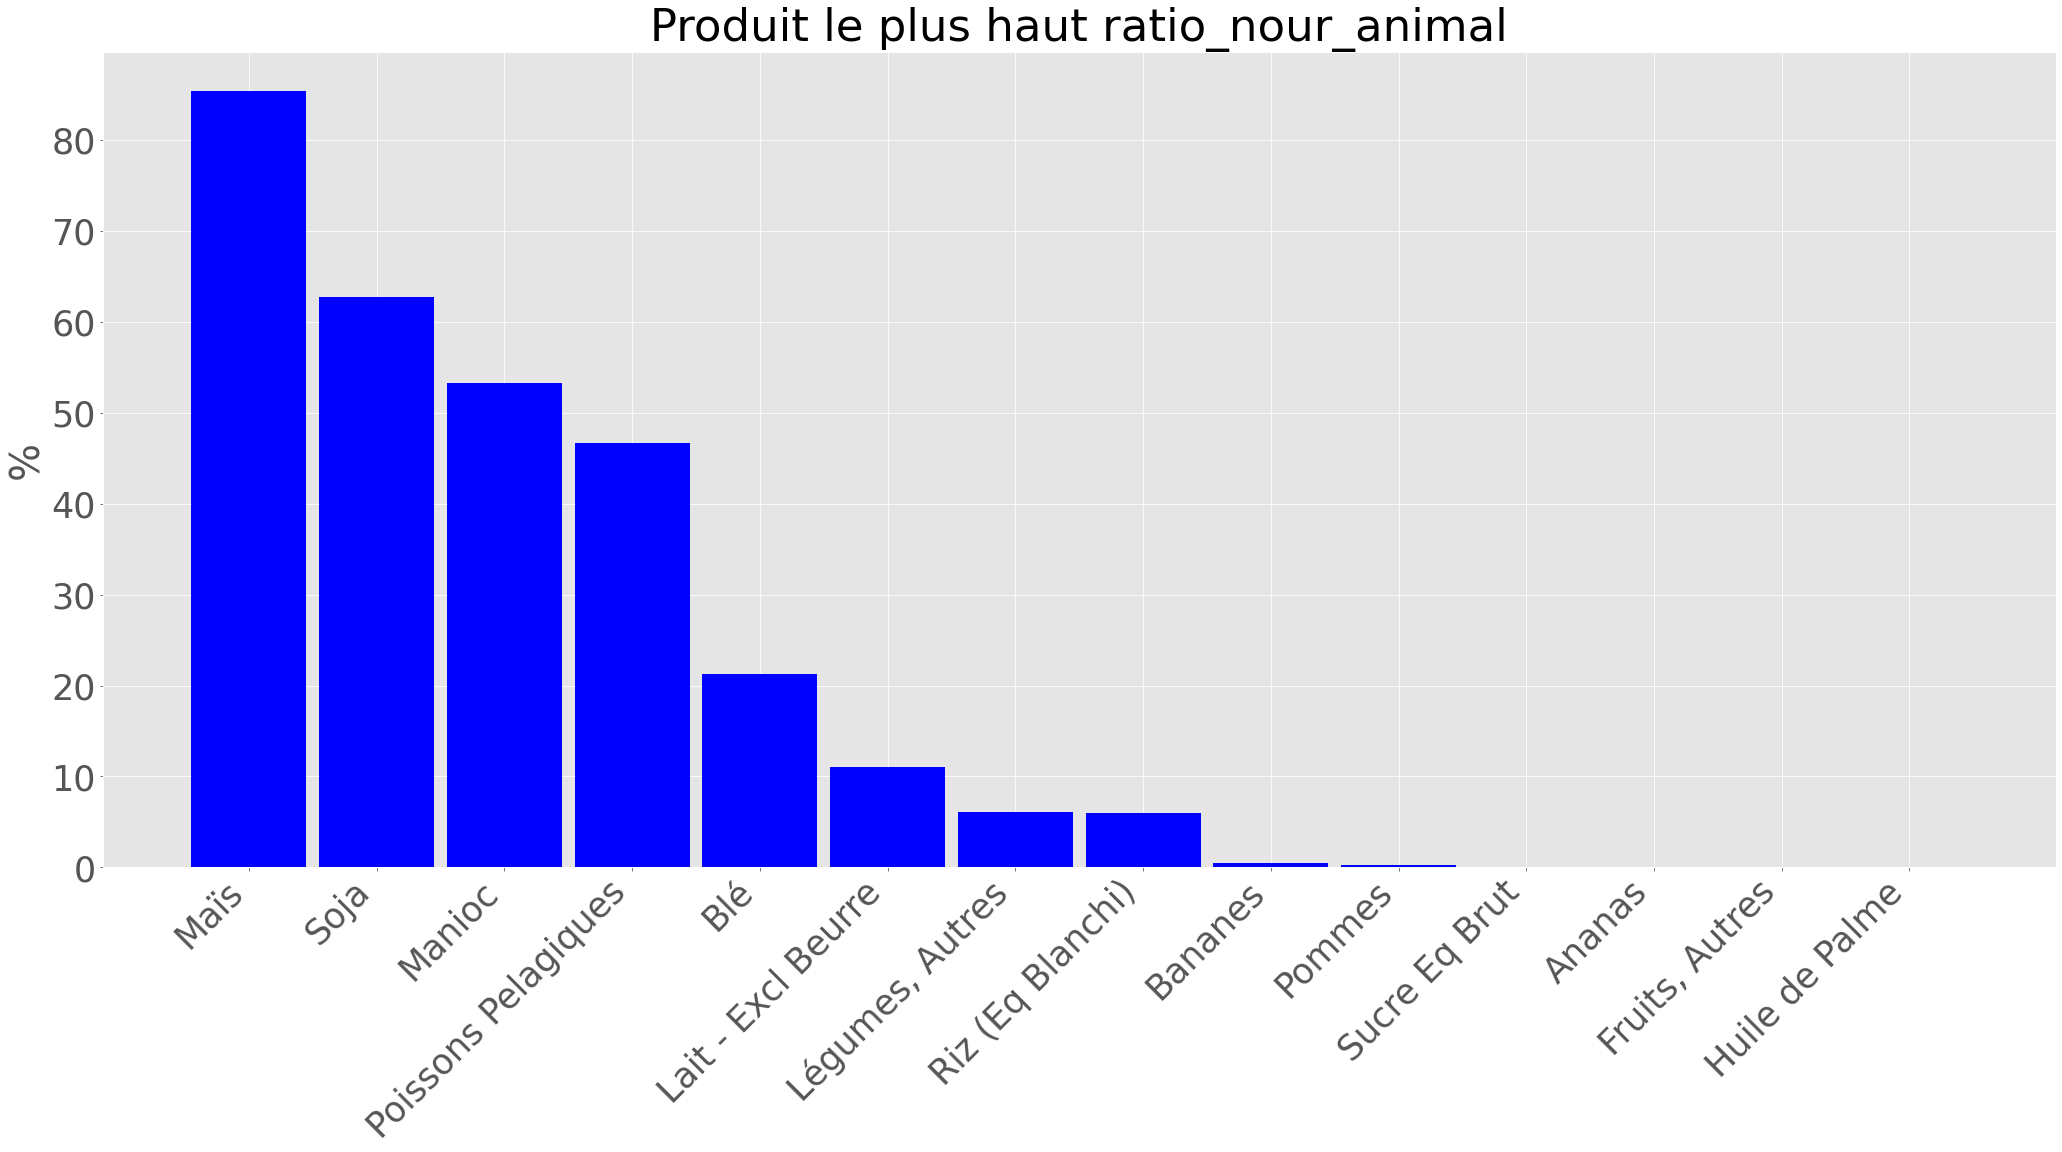 Produit le plus haut ratio_nour_animal
%
80
70
60
50
40
30
20
10
0
Maïs
Soja
Manioc
Poissons Pelagiques
Blé
Lait - Excl Beurre
Légumes, Autres
Riz (Eq Blanchi)
Bananes
Pommes
Sucre Eq Brut
Ananas
Fruits, Autres
Huile de Palme